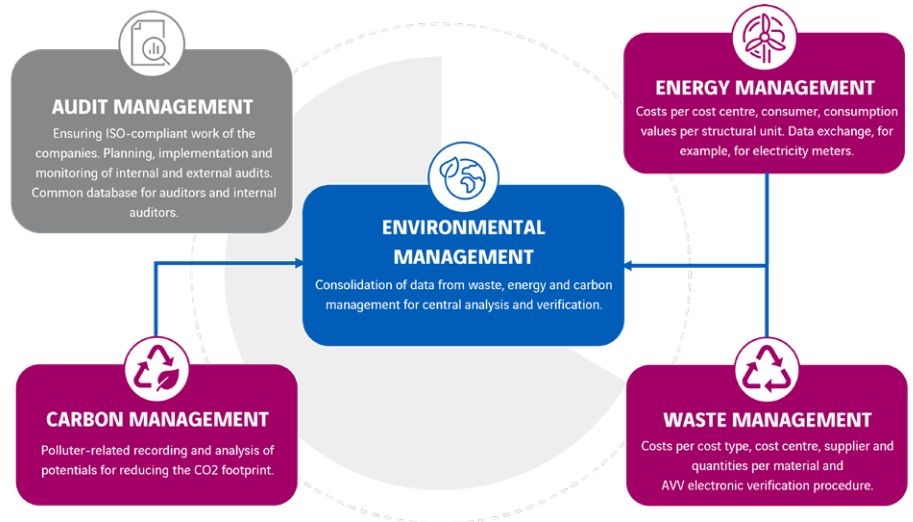 AUDIT MANAGEMENT
Ensuring ISO-compliant work of the
companies. Planning, implementation and
monitoring of internal and external audits.
Common database for auditors and internal
auditors.
ENERGY MANAGEMENT
Costs per cost centre, consumer, consumption
values per structural unit. Data exchange, for
example, for electricity meters.
ENVIRONMENTAL
MANAGEMENT
Consolidation of data from waste, energy and carbon
management for central analysis and verification.
CARBON MANAGEMENT
Polluter-related recording and analysis of
potentials for reducing the CO2 footprint.
WASTE MANAGEMENT
Costs per cost type, cost centre, supplier and
quantities per material and
AVV electronic verification procedure.